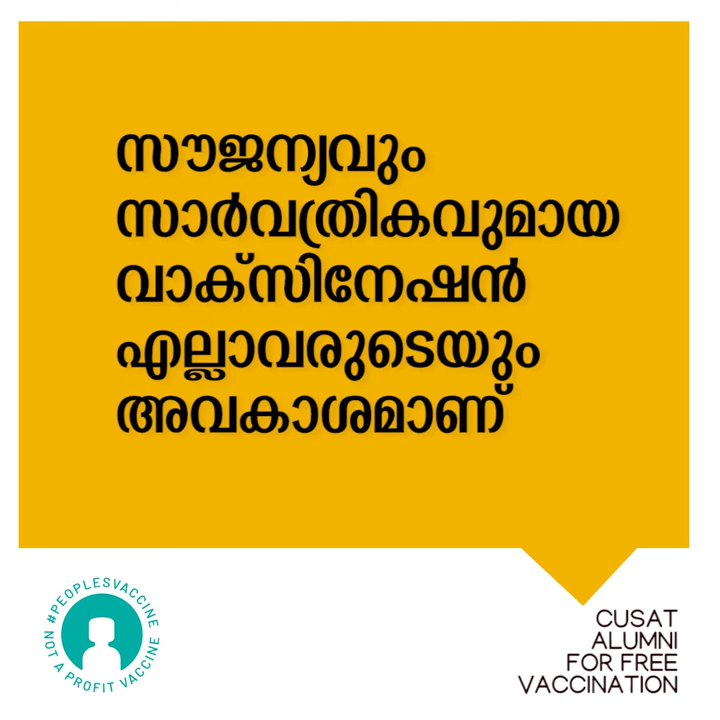 സൗജന്യവും
സാർവത്രികവുമായ
വാക്സിനേഷൻ
എല്ലാവരുടെയും
അവകാശമാണ്
#PEOPLESVACCINE
NOT A PROFIT VACCINE
CUSAT
ALUMNI
FOR FREE
VACCINATION